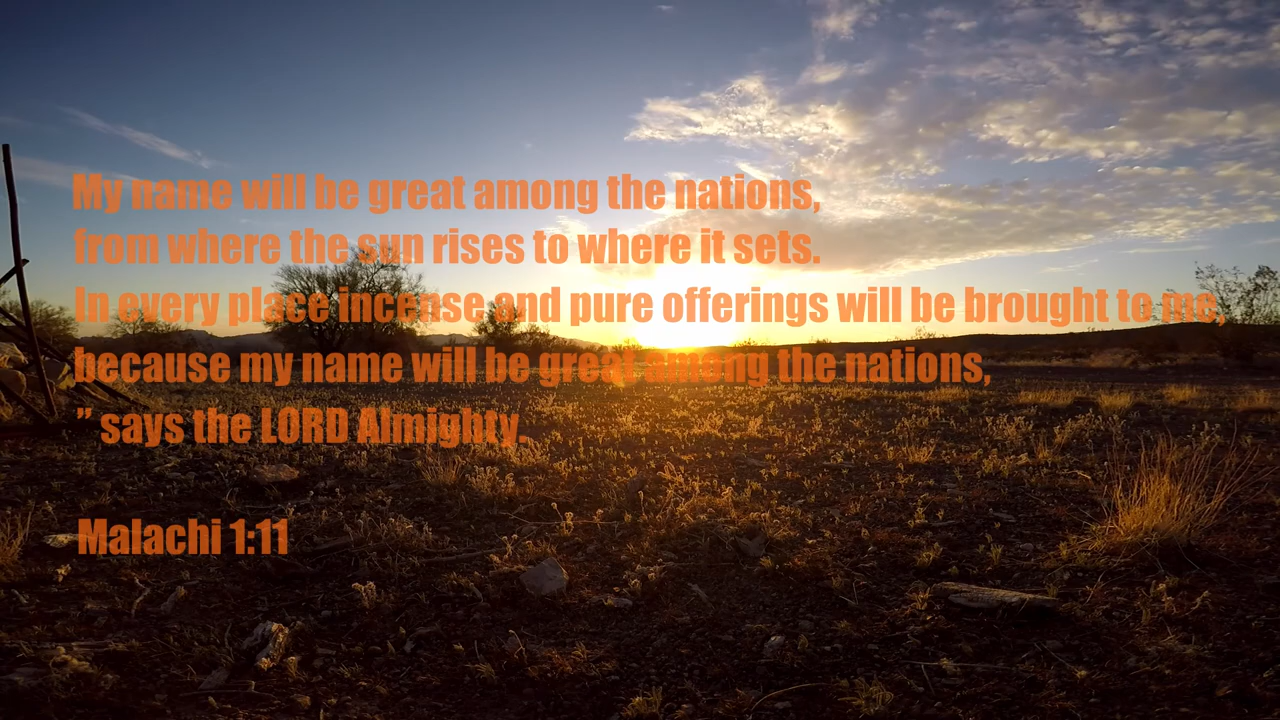 My name will be great among the nations,
from where the sun rises to where it sets.
In every place incense and pure offerings will be brought to me,
because my name will be great among the nations,
” says the LORD Almighty.
Malachi 1:11